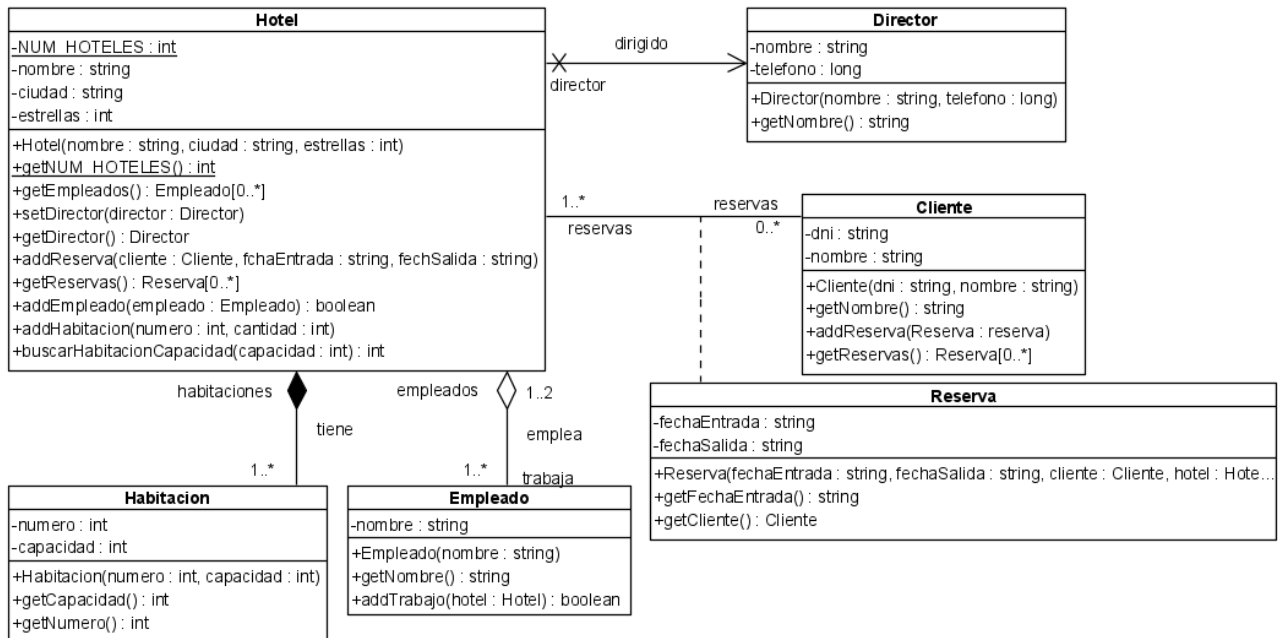 Hotel
-NUM_HOTELES : int
-nombre : string
-ciudad : string
-estrellas : int
+Hotel(nombre : string, ciudad : string, estrellas : int)
+getNUM_HOTELES() : int
+getEmpleados() : Empleado[0..*]
+setDirector(director : Director)
+getDirector() : Director
+addReserva(cliente : Cliente, fchaEntrada : string, fechSalida : string)
+getReservas() : Reserva[0..*]
+addEmpleado(empleado : Empleado) : boolean
+addHabitacion(numero : int, cantidad : int)
+buscarHabitacionCapacidad(capacidad : int) : int
dirigido
director
Director
-nombre : string
-telefono : long
+Director(nombre : string, telefono : long)
+getNombre() : string
1..*
reservas
reservas
0..*
Cliente
-dni : string
-nombre : string
+Cliente(dni : string, nombre : string)
+getNombre() : string
+addReserva(Reserva : reserva)
+getReservas() : Reserva[0..*]
habitaciones
tiene
1..*
empleados
1..2
emplea
1..*
trabaja
Reserva
-fechaEntrada : string
-fechaSalida : string
+Reserva(fechaEntrada : string, fechaSalida : string, cliente : Cliente, hotel : Hote...
+getFechaEntrada() : string
+getCliente() : Cliente
Habitacion
-numero : int
-capacidad : int
+Habitacion(numero : int, capacidad : int)
+getCapacidad() : int
+getNumero() : int
Empleado
-nombre : string
+Empleado(nombre : string)
+getNombre() : string
+addTrabajo(hotel : Hotel) : boolean